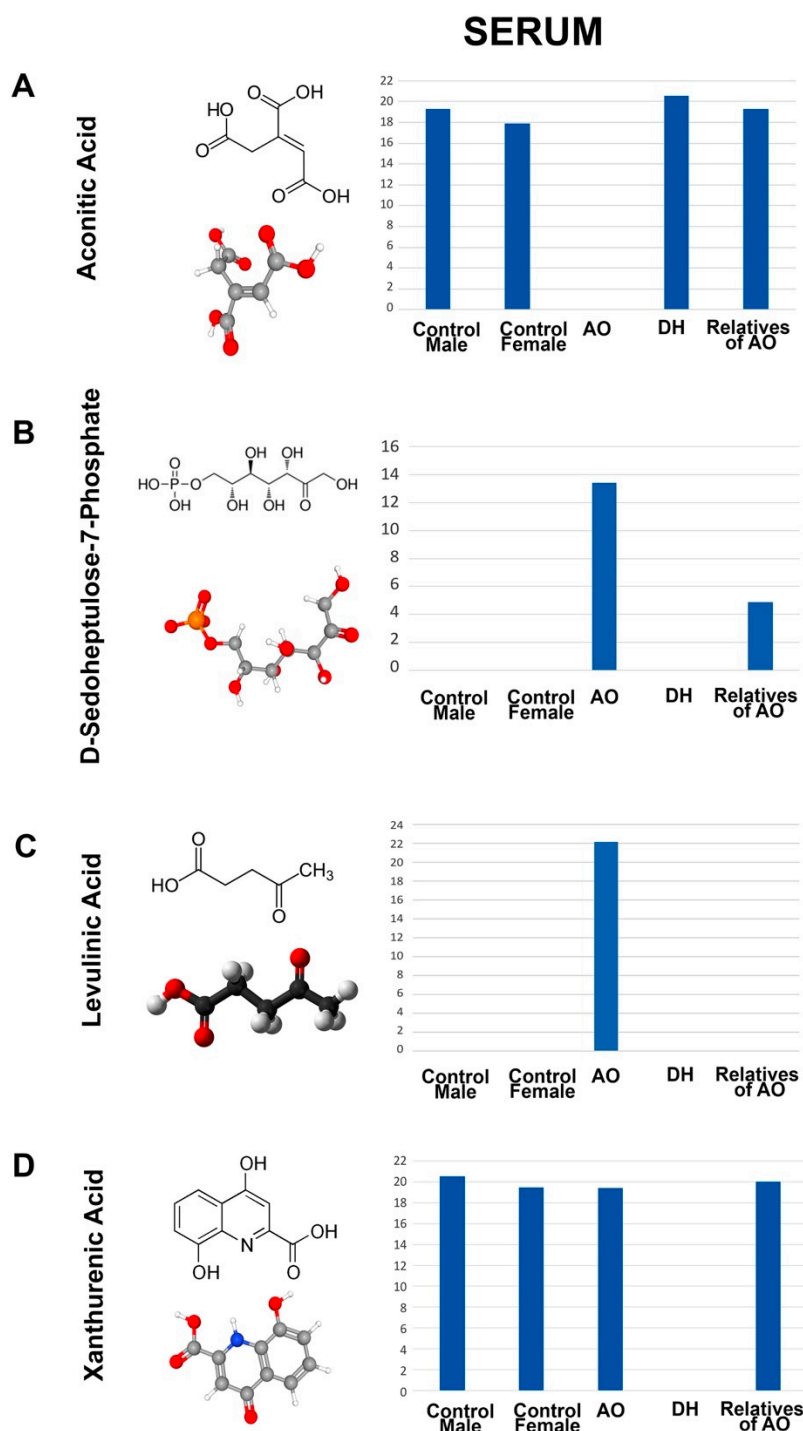 SERUM
A
Aconitic Acid
HO
O
O
OH
O
OH
22
20
18
16
14
12
10
8
6
4
2
0
Control Male
Control Female
AO
DH
Relatives of AO
B
D-Sedoheptulose-7-Phosphate
O
HO
P
OH
O
OH
OH
OH
OH
O
OH
16
14
12
10
8
6
4
2
0
Control Male
Control Female
AO
DH
Relatives of AO
C
Levulinic Acid
O
HO
CH3
O
24
22
20
18
16
14
12
10
8
6
4
2
0
Control Male
Control Female
AO
DH
Relatives of AO
D
Xanthurenic Acid
OH
N
OH
OH
O
22
20
18
16
14
12
10
8
6
4
2
0
Control Male
Control Female
AO
DH
Relatives of AO